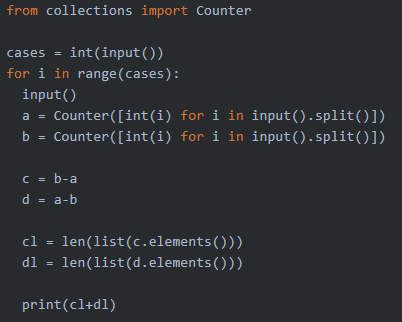 from collections import Counter
cases = int(input())
for i in range(cases):
  input()
  a = Counter([int(i) for i in input().split()])
  b = Counter([int(i) for i in input().split()])
  c = b-a
  d = a-b
  cl = len(list(c.elements()))
  dl = len(list(d.elements()))
  print(cl+dl)